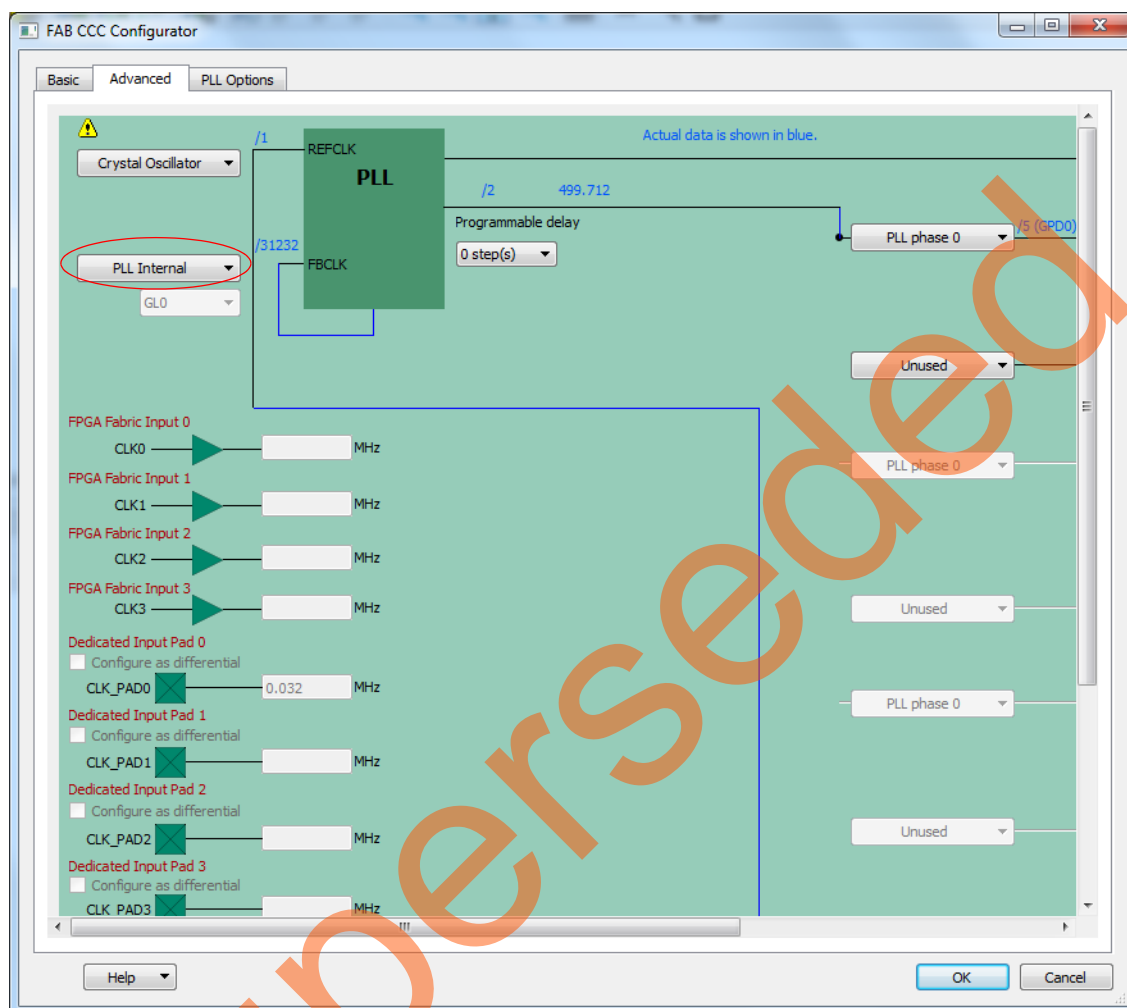 FAB CCC Configurator
Basic Advanced PLL Options
Actual data is shown in blue.
Crystal Oscillator
/1
REFCLK
PLL
/2 499.712
Programmable delay
0 step(s)
PLL phase 0
/5 (GPD0)
/31232
PLL Internal
FBCLK
GL0
Unused
FPGA Fabric Input 0
CLK0 MHz
PLL phase 0
FPGA Fabric Input 1
CLK1 MHz
FPGA Fabric Input 2
CLK2 MHz
FPGA Fabric Input 3
CLK3 MHz
Unused
Dedicated Input Pad 0
Configure as differential
CLK_PAD0 0.032 MHz
PLL phase 0
Dedicated Input Pad 1
Configure as differential
CLK_PAD1 MHz
Dedicated Input Pad 2
Configure as differential
CLK_PAD2 MHz
Unused
Dedicated Input Pad 3
Configure as differential
CLK_PAD3 MHz
Help OK Cancel
perseded